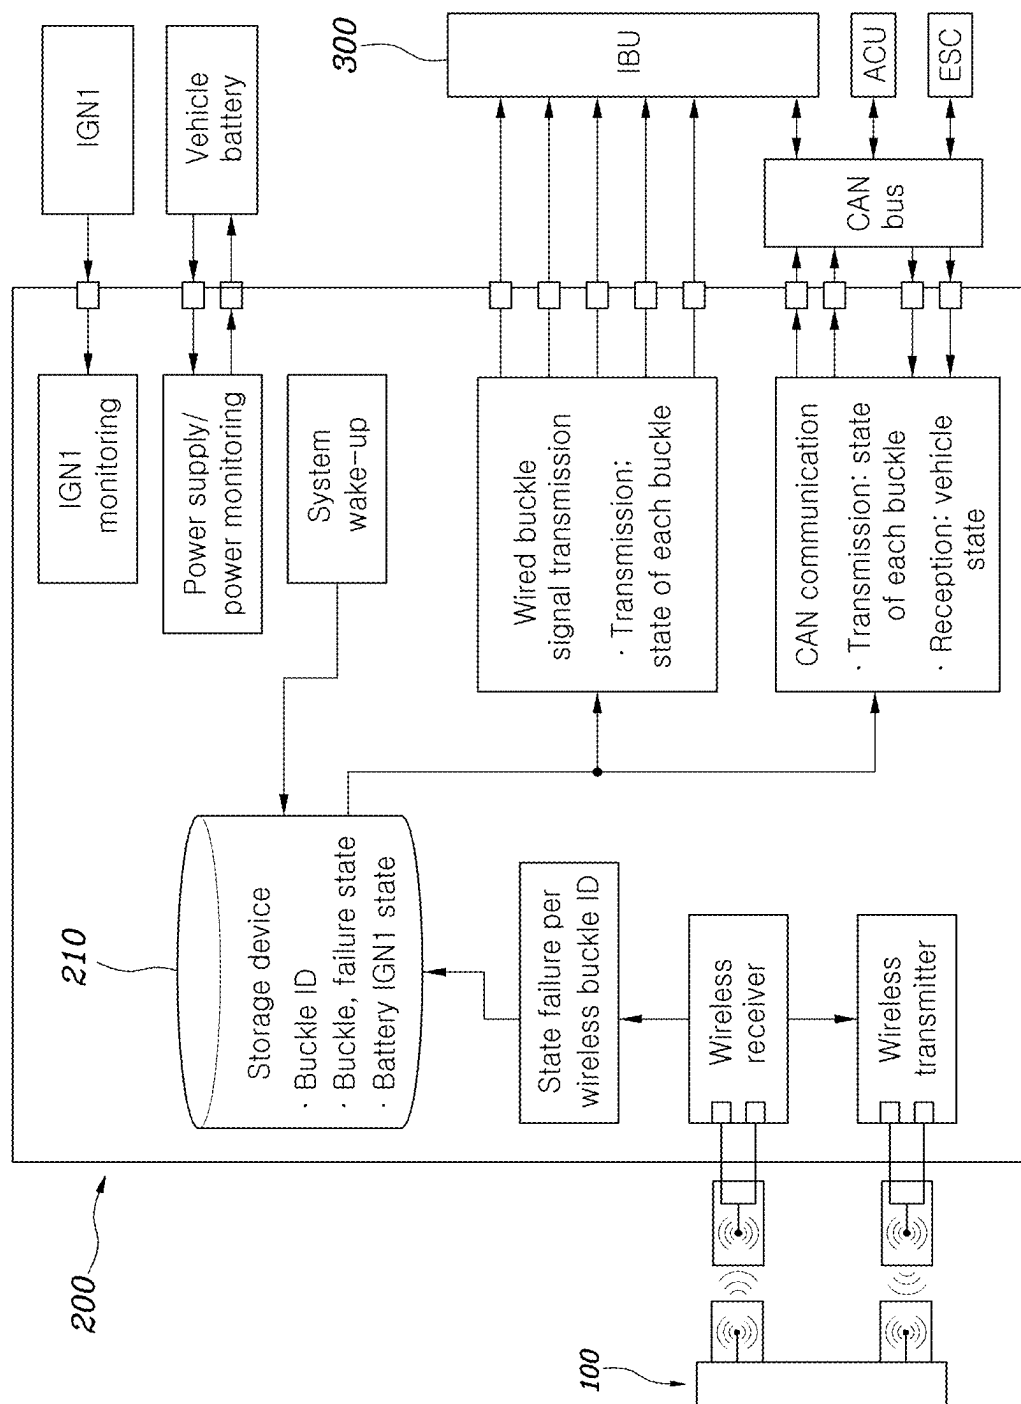 200
210
Storage device
· Buckle ID
· Buckle, failure state
· Battery IGN1 state
State failure per
wireless buckle ID
Wireless
receiver
Wireless
transmitter
100
IGN1
monitoring
Power supply/
power monitoring
System
wake-up
Wired buckle
signal transmission
· Transmission;
state of each buckle
CAN communication
· Transmission: state
of each buckle
· Reception: vehicle
state
IGN1
Vehicle
battery
300
IBU
CAN
bus
ACU
ESC